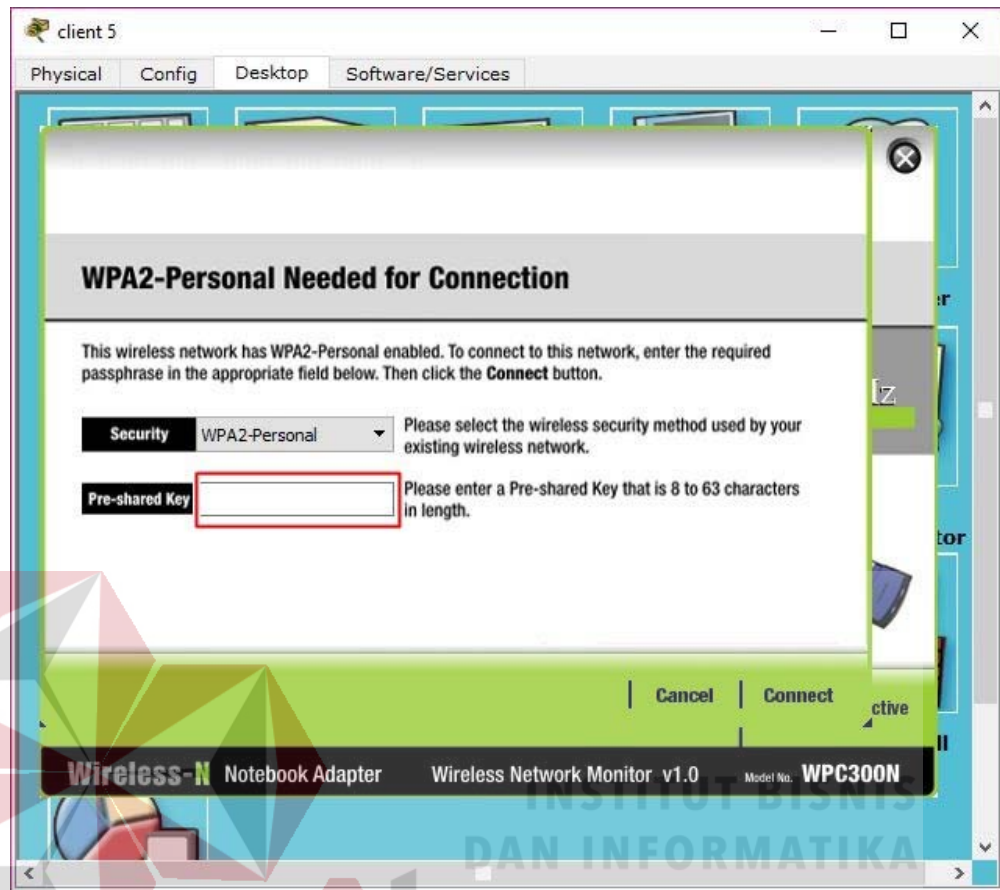 client 5
Physical Config Desktop Software/Services
WPA2-Personal Needed for Connection
This wireless network has WPA2-Personal enabled. To connect to this network, enter the required
passphrase in the appropriate field below. Then click the Connect button.
Security WPA2-Personal Please select the wireless security method used by your
existing wireless network.
Pre-shared Key Please enter a Pre-shared Key that is 8 to 63 characters
in length.
Cancel Connect
Wireless-N Notebook Adapter Wireless Network Monitor v1.0 Model No. WPC300N
INSTITUT BISNIS
DAN INFORMATIKA